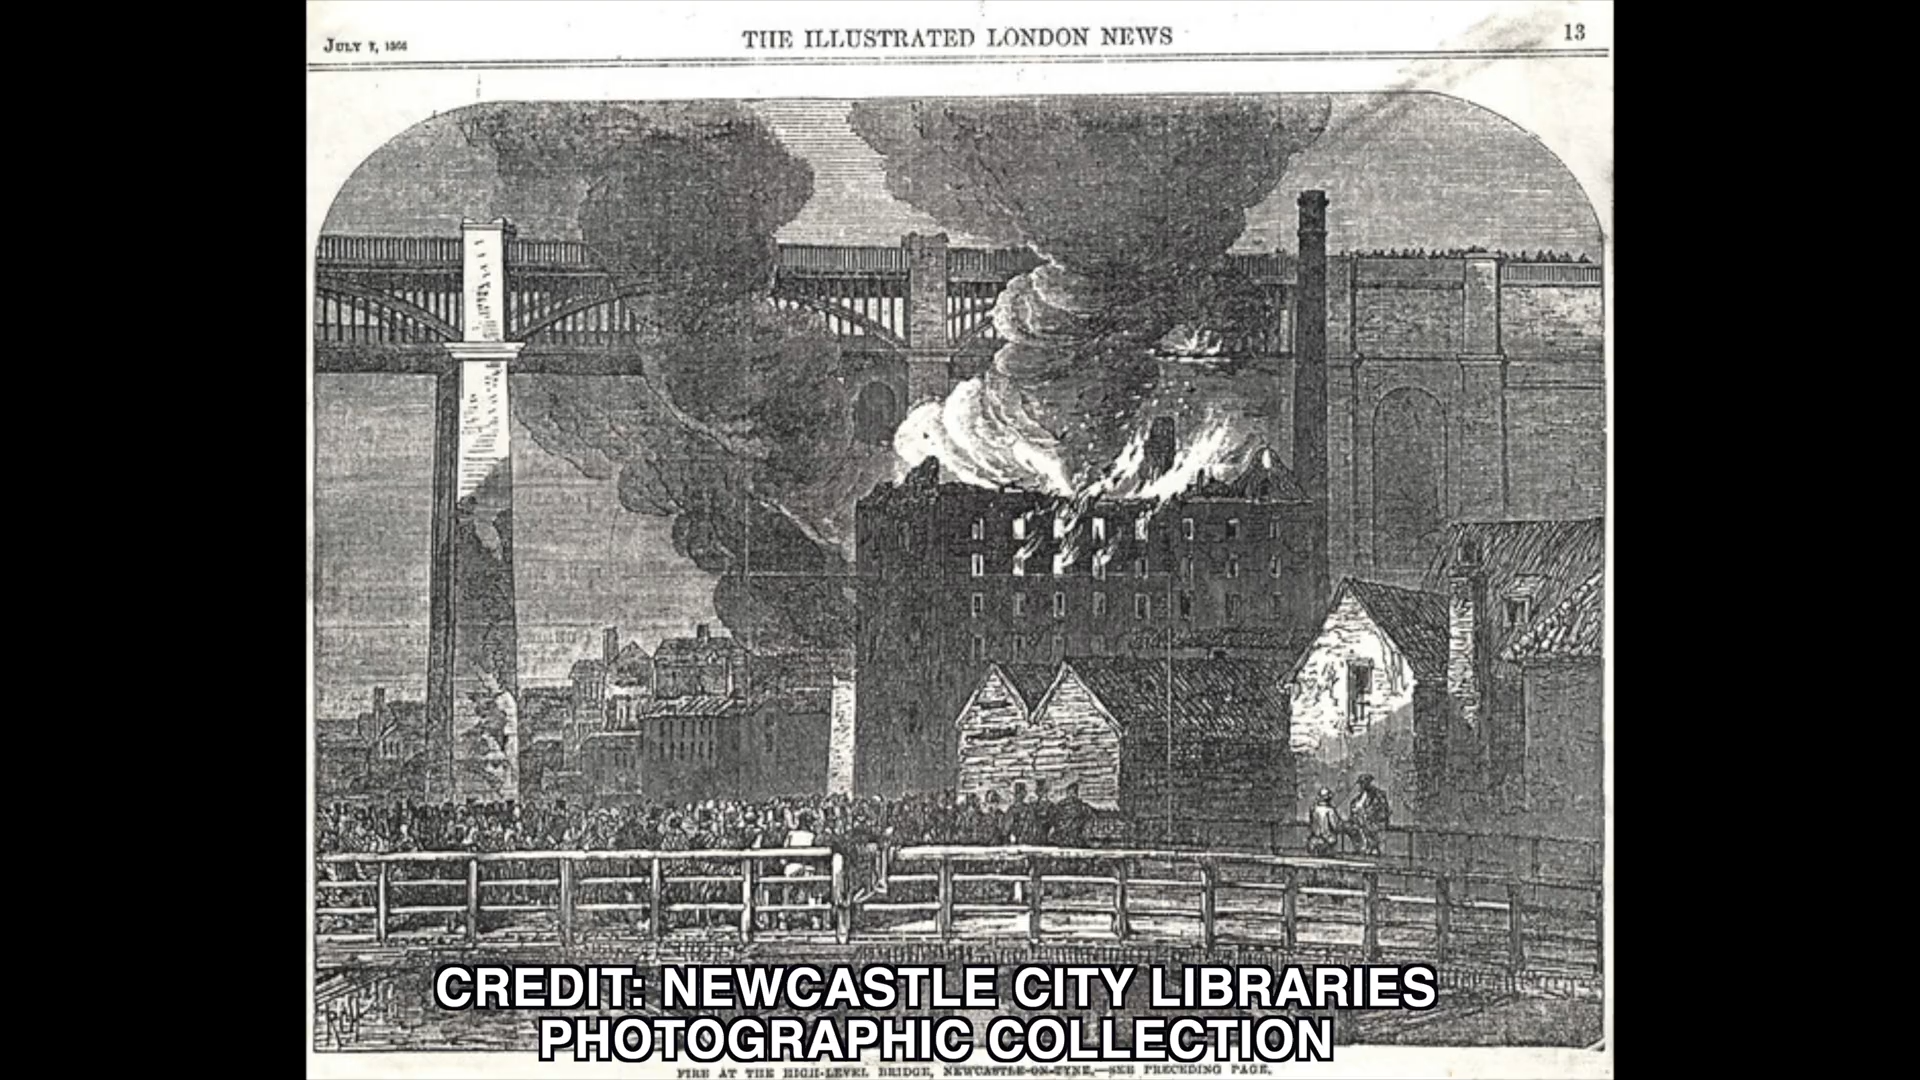 JULY 7, 1866
THE ILLUSTRATED LONDON NEWS
13
CREDIT: NEWCASTLE CITY LIBRARIES
PHOTOGRAPHIC COLLECTION
FIRE AT THE HIGH-LEVEL BRIDGE, NEWCASTLE-ON-TYNE.—SEE PRECEDING PAGE.